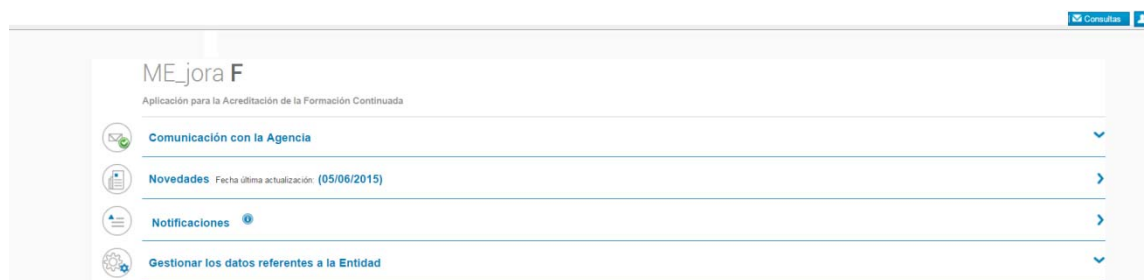 Consultas
ME_jora F
Aplicación para la Acreditación de la Formación Continuada
Comunicación con la Agencia
Novedades Fecha última actualización: (05/06/2015)
Notificaciones
Gestionar los datos referentes a la Entidad